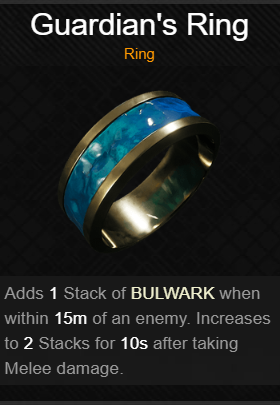 Guardian's Ring
Ring
Adds 1 Stack of BULWARK when
within 15m of an enemy. Increases
to 2 Stacks for 10s after taking
Melee damage.